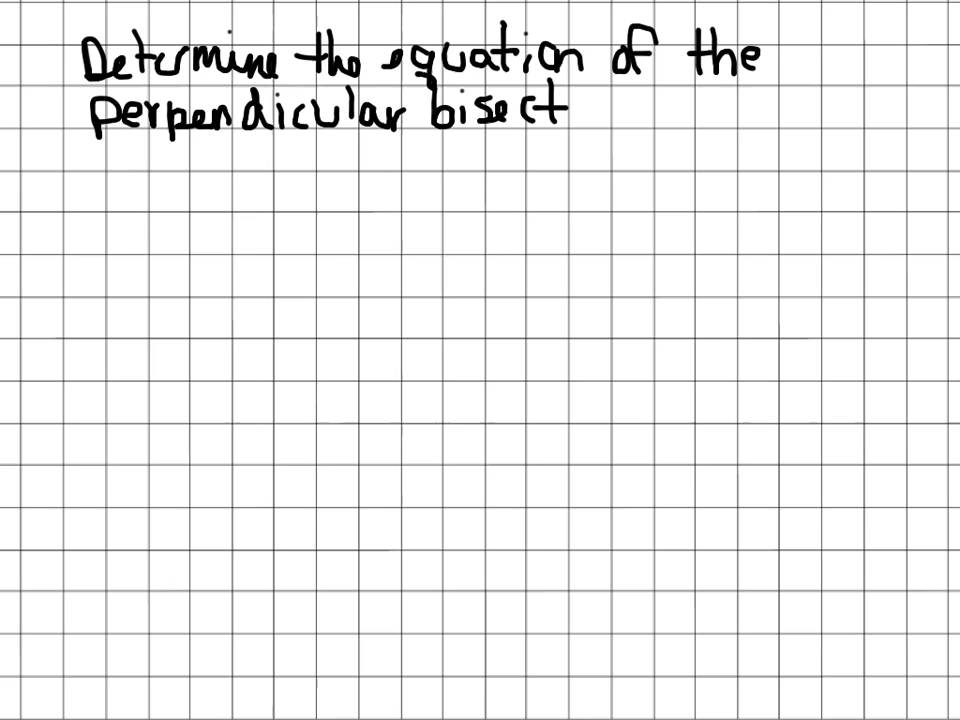 Determine the equation of the
perpendicular bisect